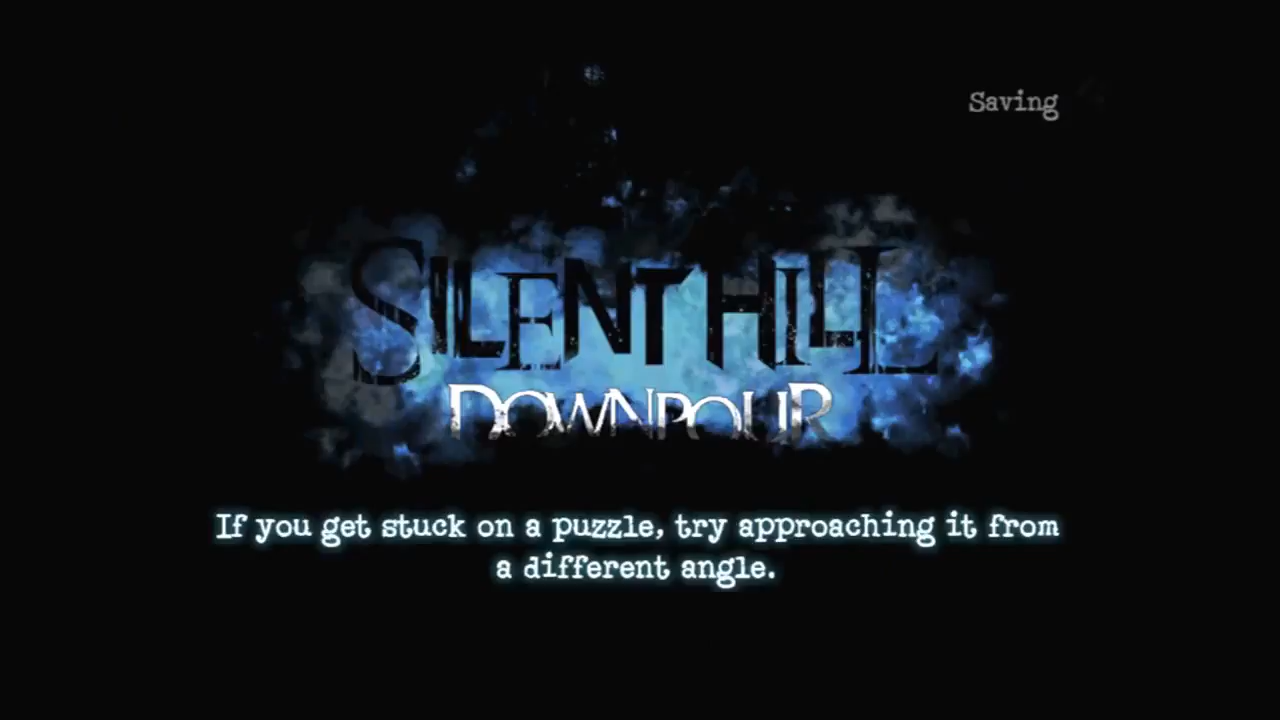 Saving
SILENT HILL
DOWNPOUR
If you get stuck on a puzzle, try approaching it from
a different angle.